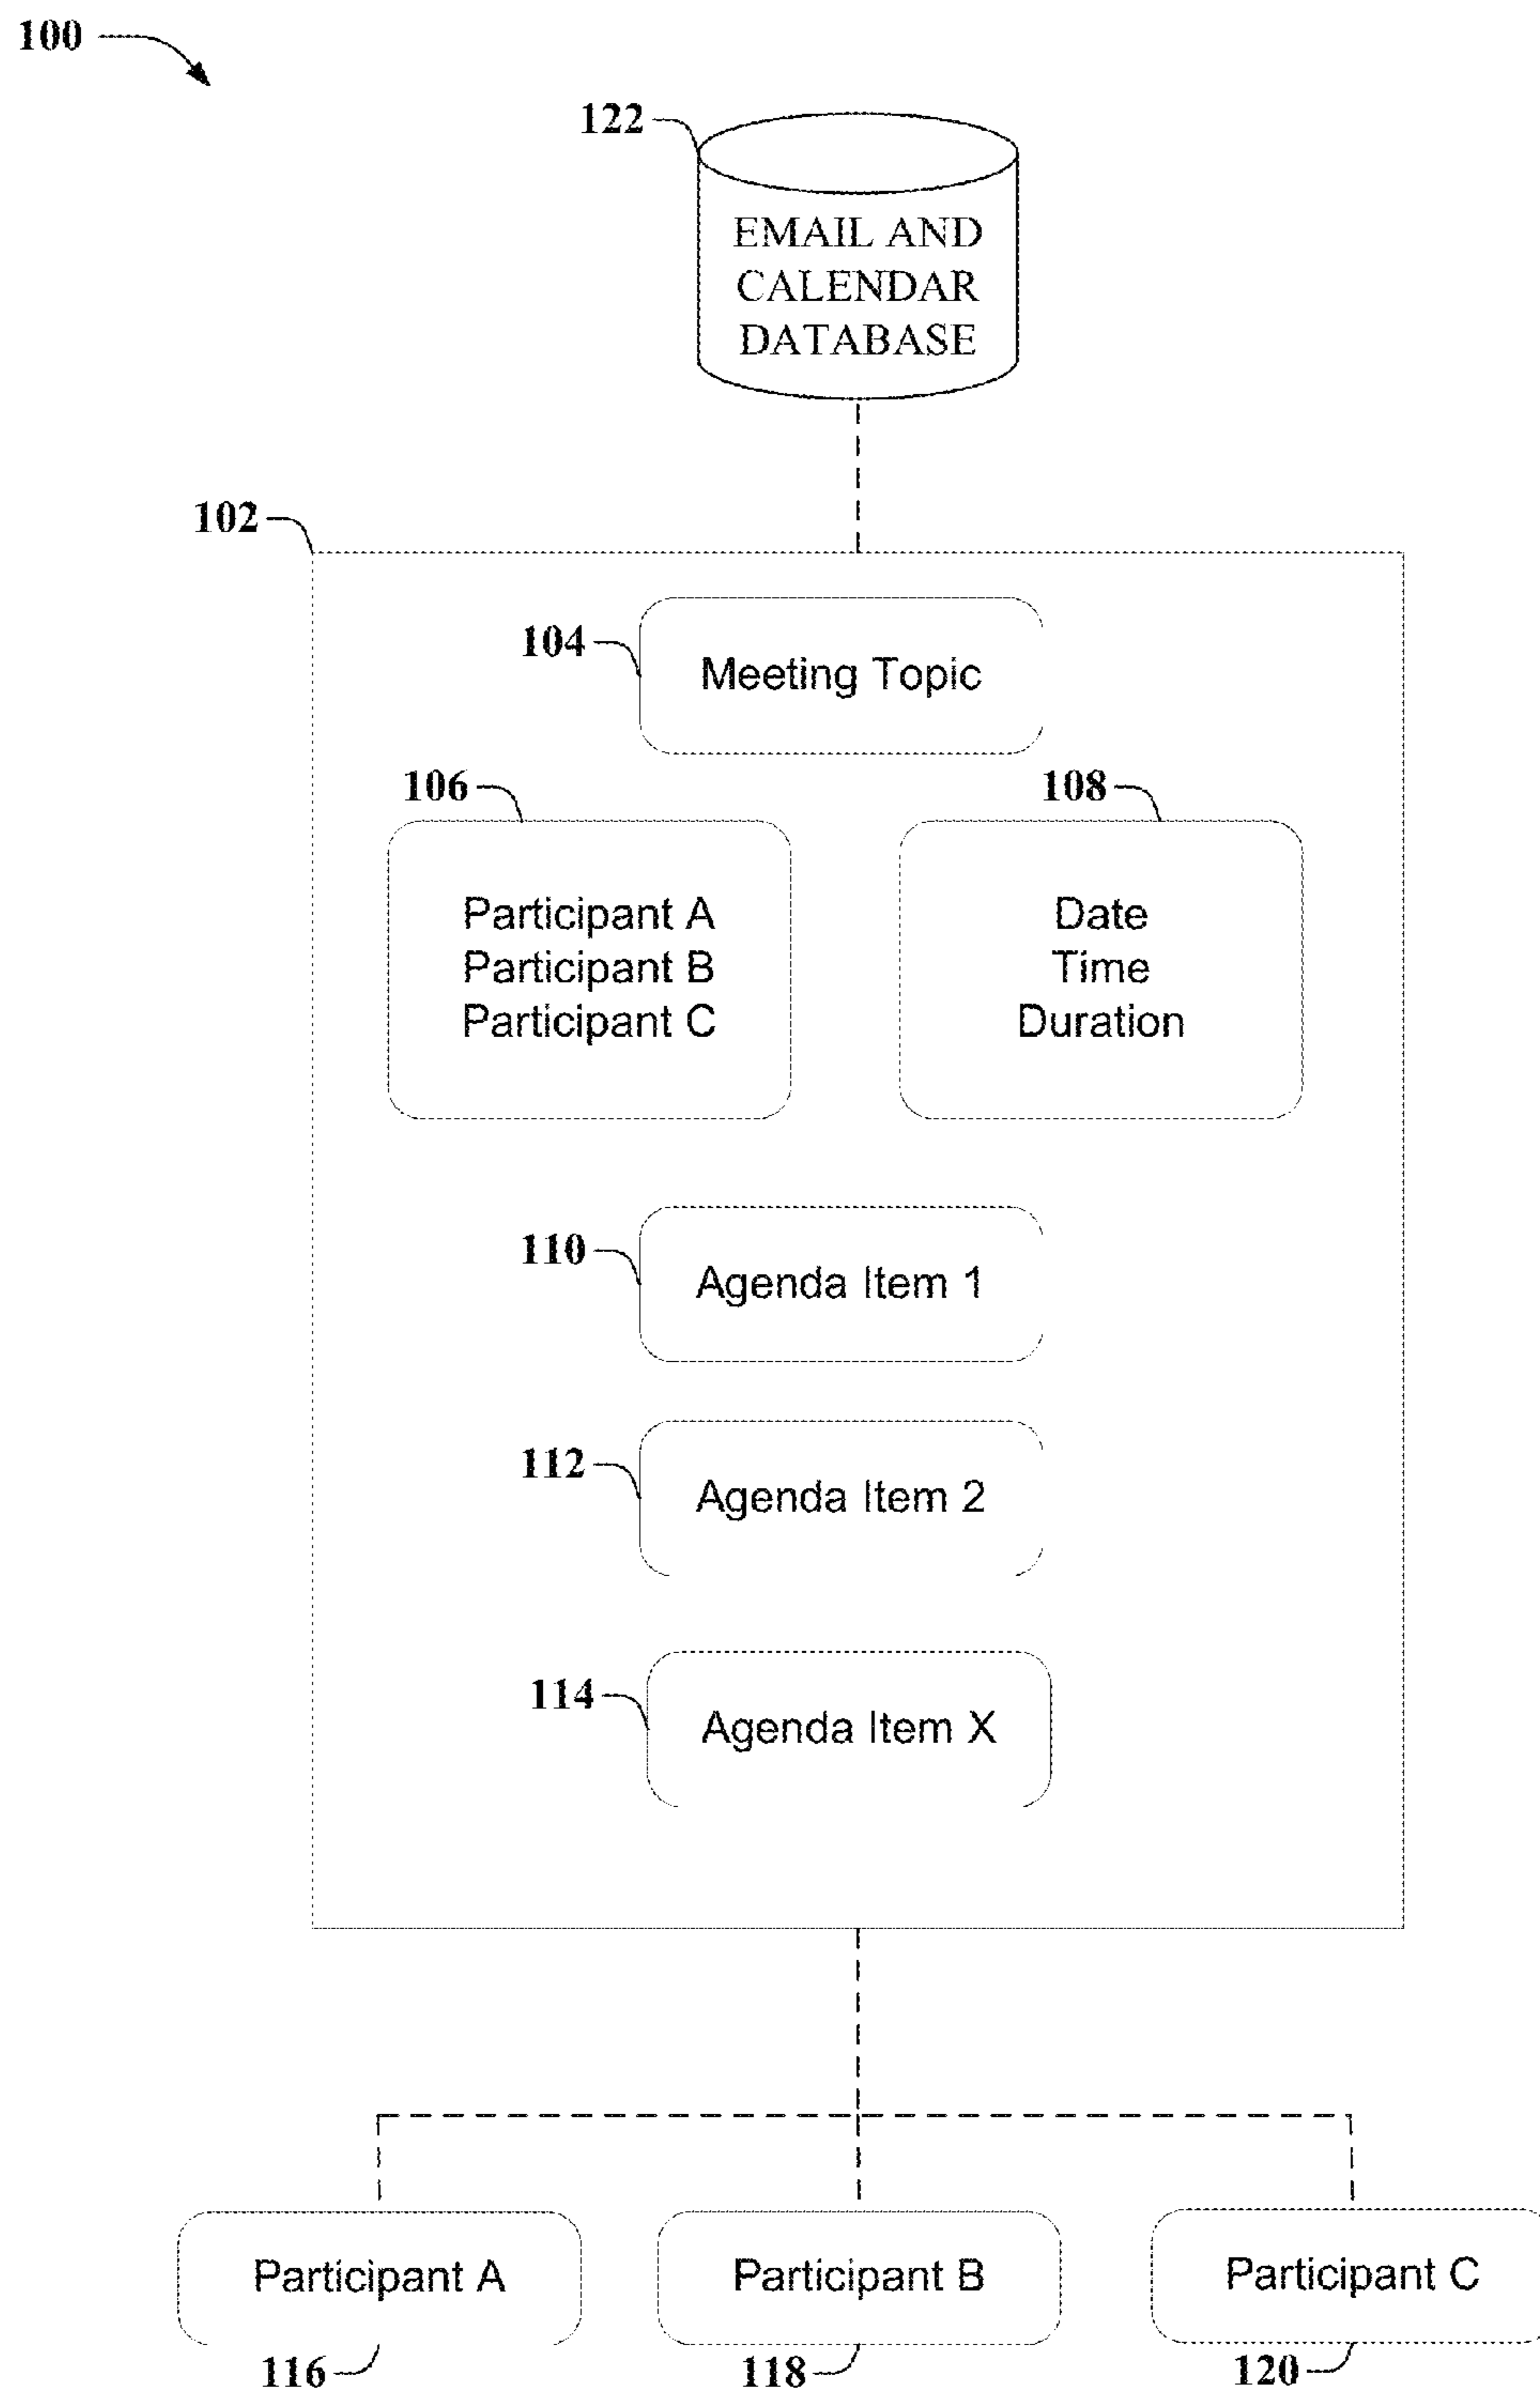 100
122
EMAIL AND
CALENDAR
DATABASE
102
104
Meeting Topic
106
108
Participant A
Participant B
Participant C
Date
Time
Duration
110
Agenda Item 1
112
Agenda Item 2
114
Agenda Item X
Participant A
Participant B
Participant C
116
118
120